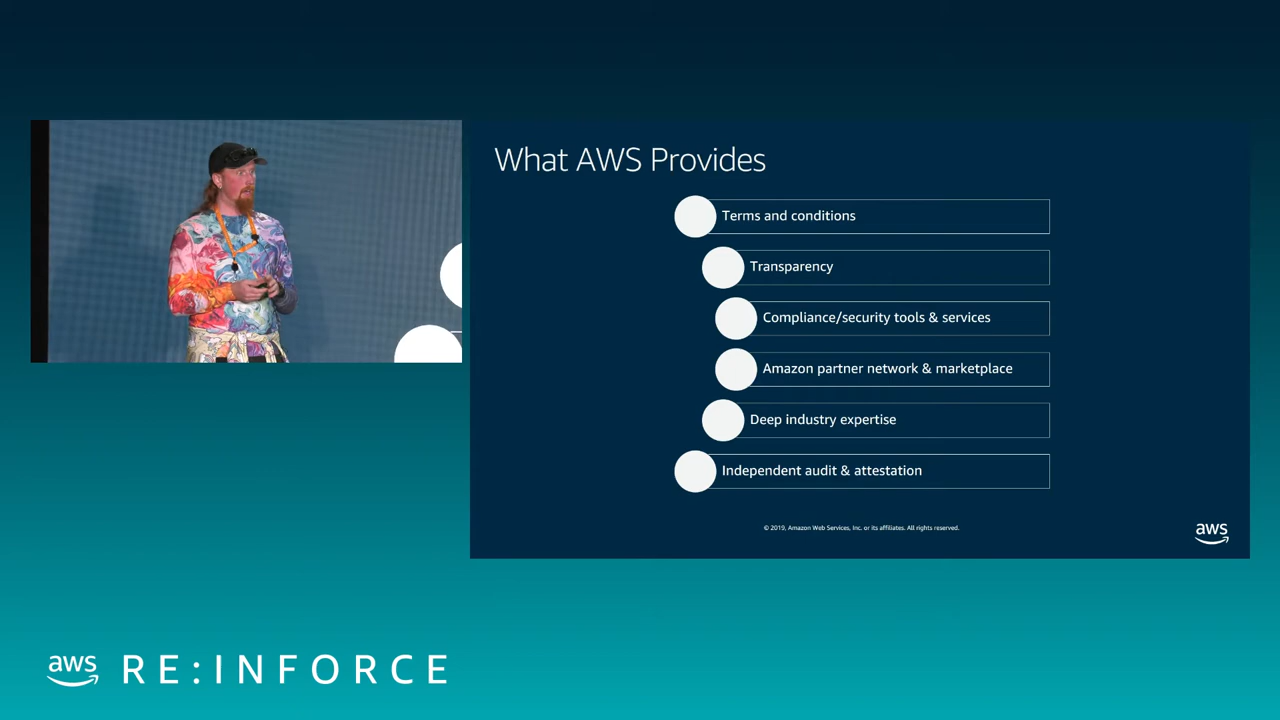 What AWS Provides
Terms and conditions
Transparency
Compliance/security tools & services
Amazon partner network & marketplace
Deep industry expertise
Independent audit & attestation
© 2019, Amazon Web Services, Inc. or its affiliates. All rights reserved.
aws
aws RE:INFORCE